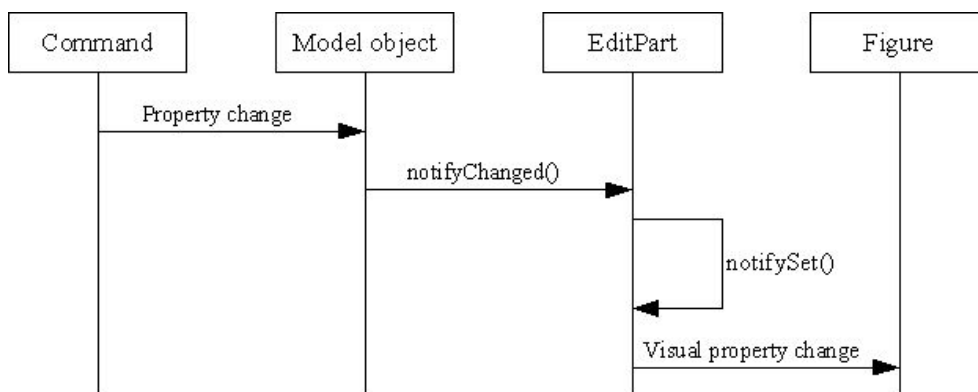 Command
Model object
EditPart
Figure
Property change
notifyChanged()
notifySet()
Visual property change